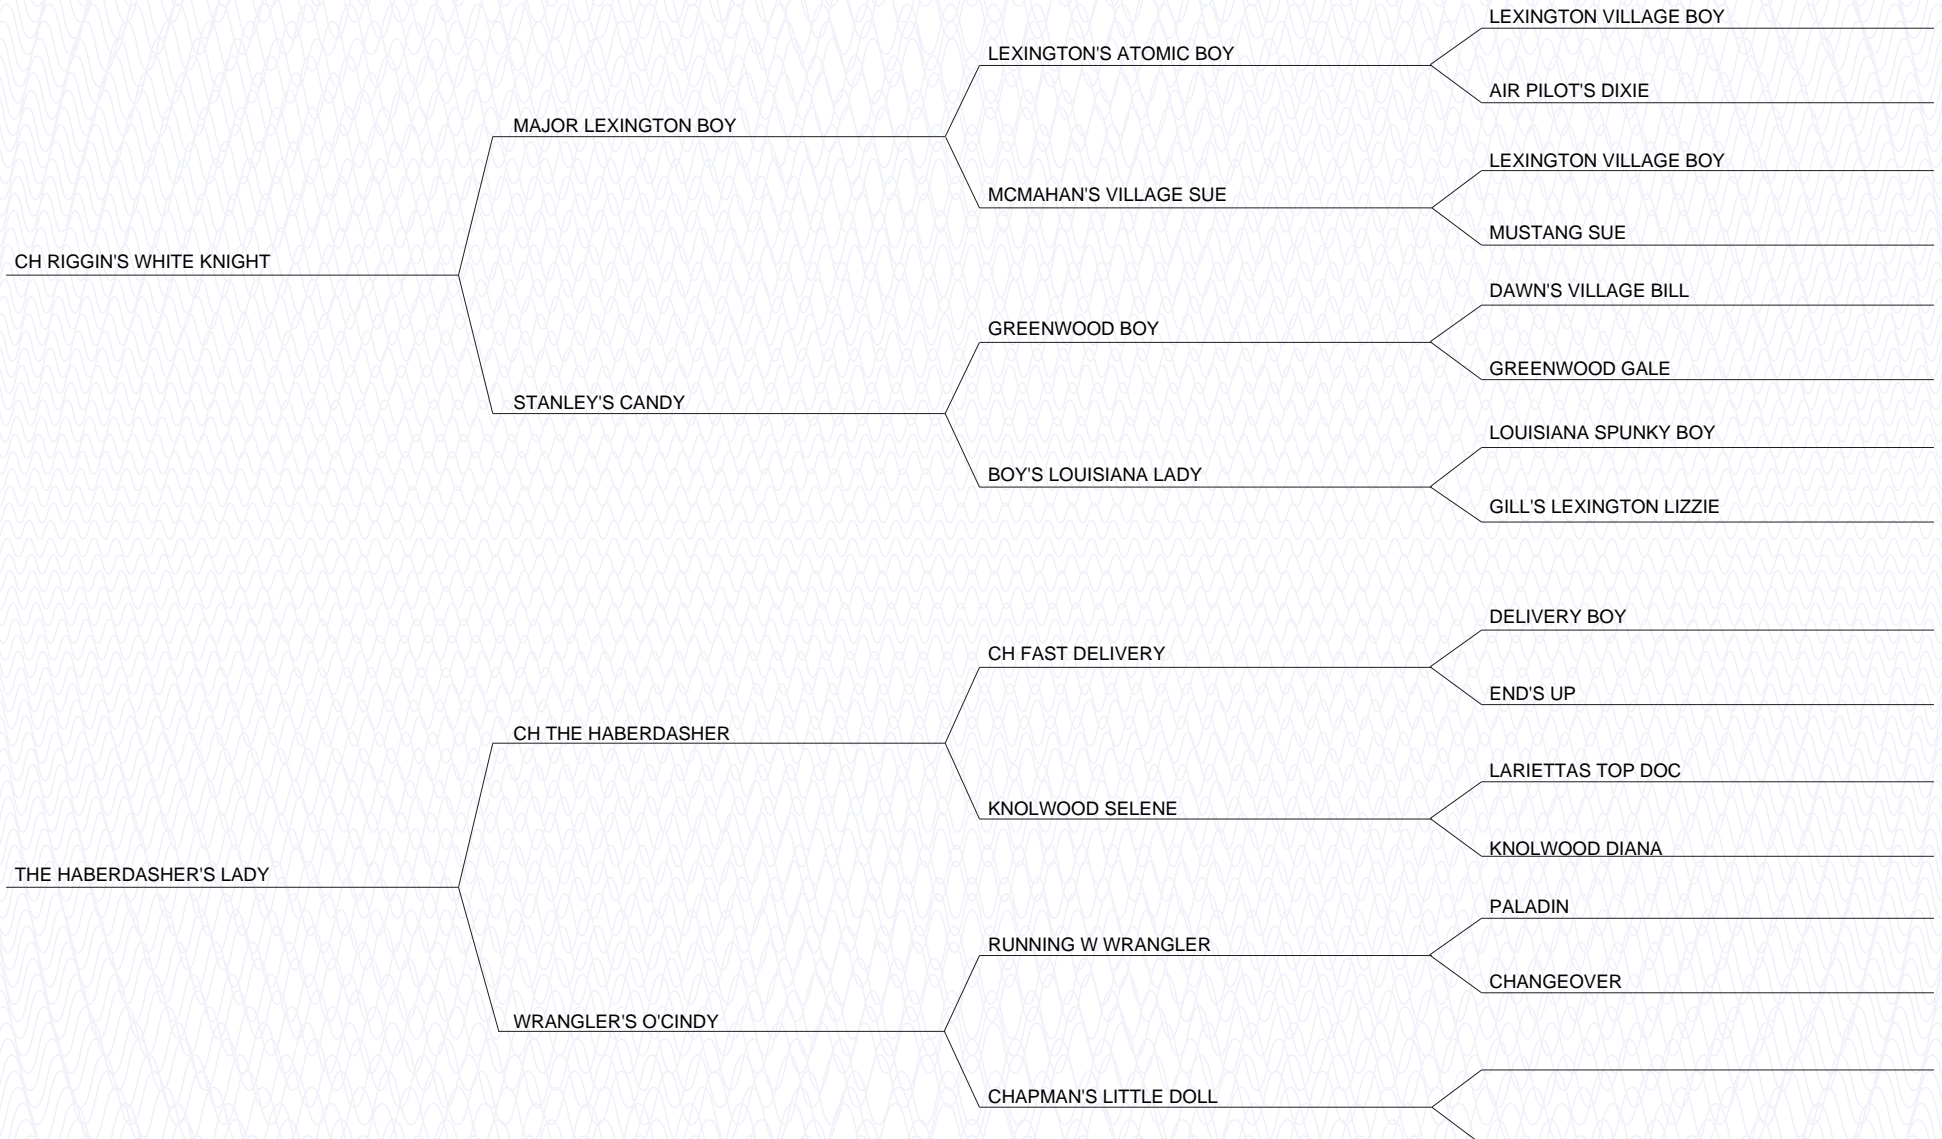 LEXINGTON VILLAGE BOY
LEXINGTON'S ATOMIC BOY
AIR PILOT'S DIXIE
MAJOR LEXINGTON BOY
LEXINGTON VILLAGE BOY
MCMAHAN'S VILLAGE SUE
MUSTANG SUE
CH RIGGIN'S WHITE KNIGHT
DAWN'S VILLAGE BILL
GREENWOOD BOY
GREENWOOD GALE
STANLEY'S CANDY
LOUISIANA SPUNKY BOY
BOY'S LOUISIANA LADY
GILL'S LEXINGTON LIZZIE
DELIVERY BOY
CH FAST DELIVERY
END'S UP
CH THE HABERDASHER
LARIETTAS TOP DOC
KNOLWOOD SELENE
KNOLWOOD DIANA
THE HABERDASHER'S LADY
PALADIN
RUNNING W WRANGLER
CHANGEOVER
WRANGLER'S O'CINDY
CHAPMAN'S LITTLE DOLL